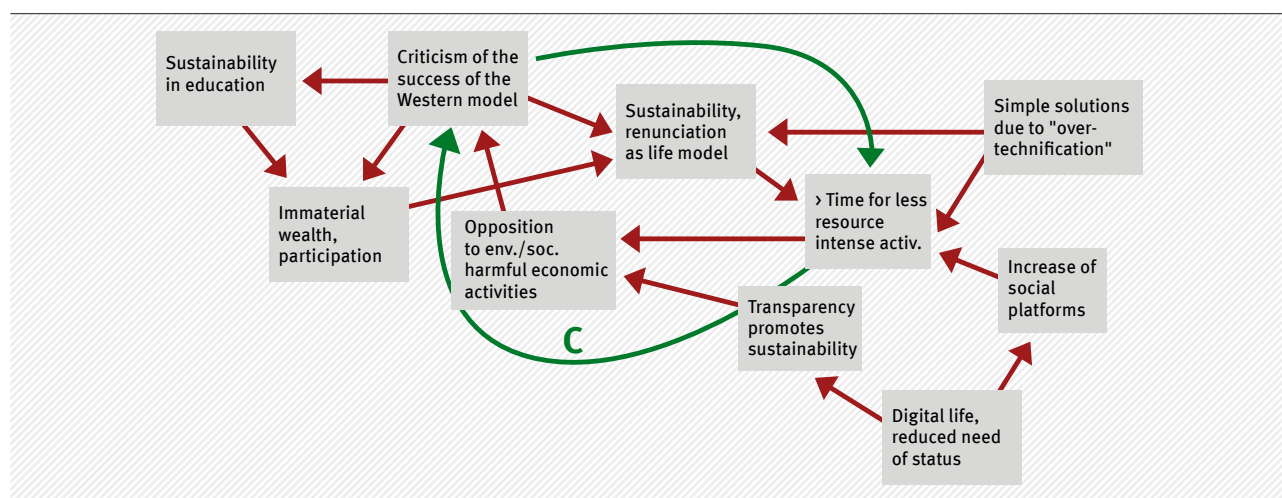 Sustainability
in education
Criticism of the
success of the
Western model
Sustainability,
renunciation
as life model
Simple solutions
due to "over-
technification"
Immaterial
wealth,
participation
Opposition
to env./soc.
harmful economic
activities
> Time for less
resource
intense activ.
Increase of
social
platforms
Transparency
promotes
sustainability
C
Digital life,
reduced need
of status